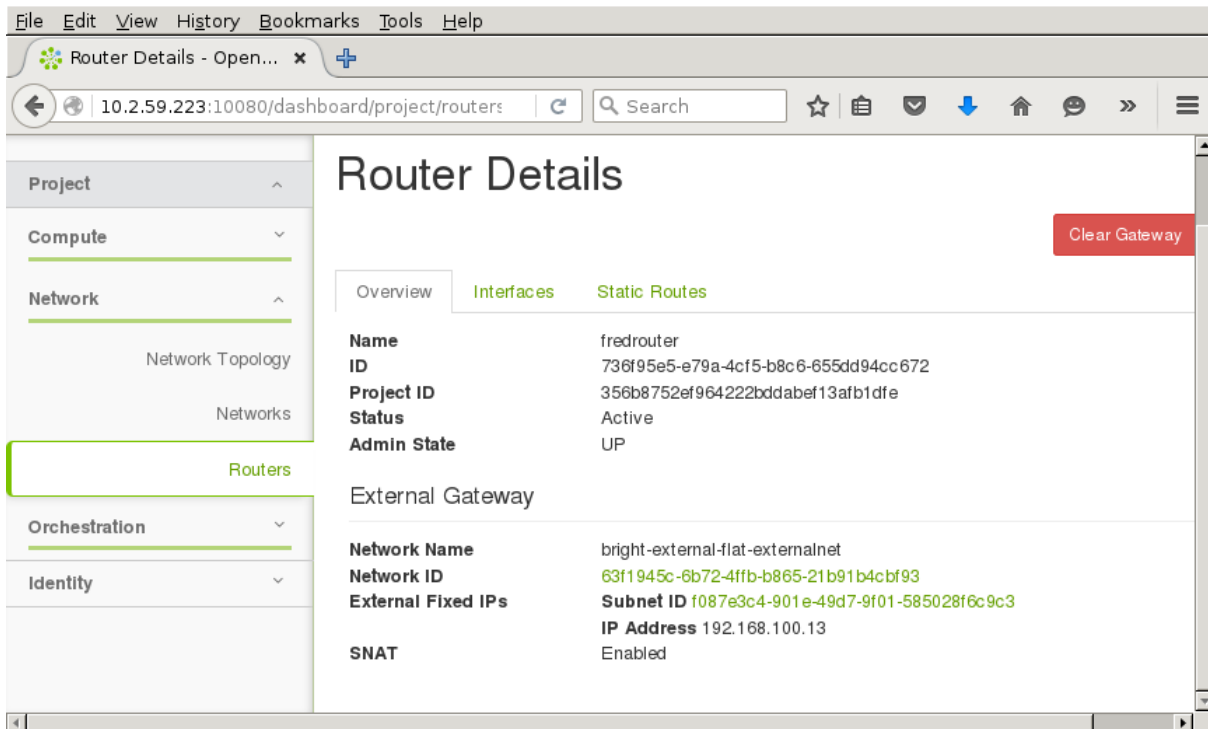 File Edit View History Bookmarks Tools Help
Router Details - Open...
10.2.59.223:10080/dashboard/project/routers
Search
Project
Compute
Network
Network Topology
Networks
Routers
Orchestration
Identity
Router Details
Clear Gateway
Overview Interfaces Static Routes
Name fredrouter
ID 736f95e5-e79a-4cf5-b8c6-655dd94cc672
Project ID 356b8752ef964222bddabef13afb1dfe
Status Active
Admin State UP
External Gateway
Network Name bright-external-flat-externalnet
Network ID 63f1945c-6b72-4ffb-b865-21b91b4cbf93
External Fixed IPs Subnet ID f087e3c4-901e-49d7-9f01-585028f6c9c3
IP Address 192.168.100.13
SNAT Enabled